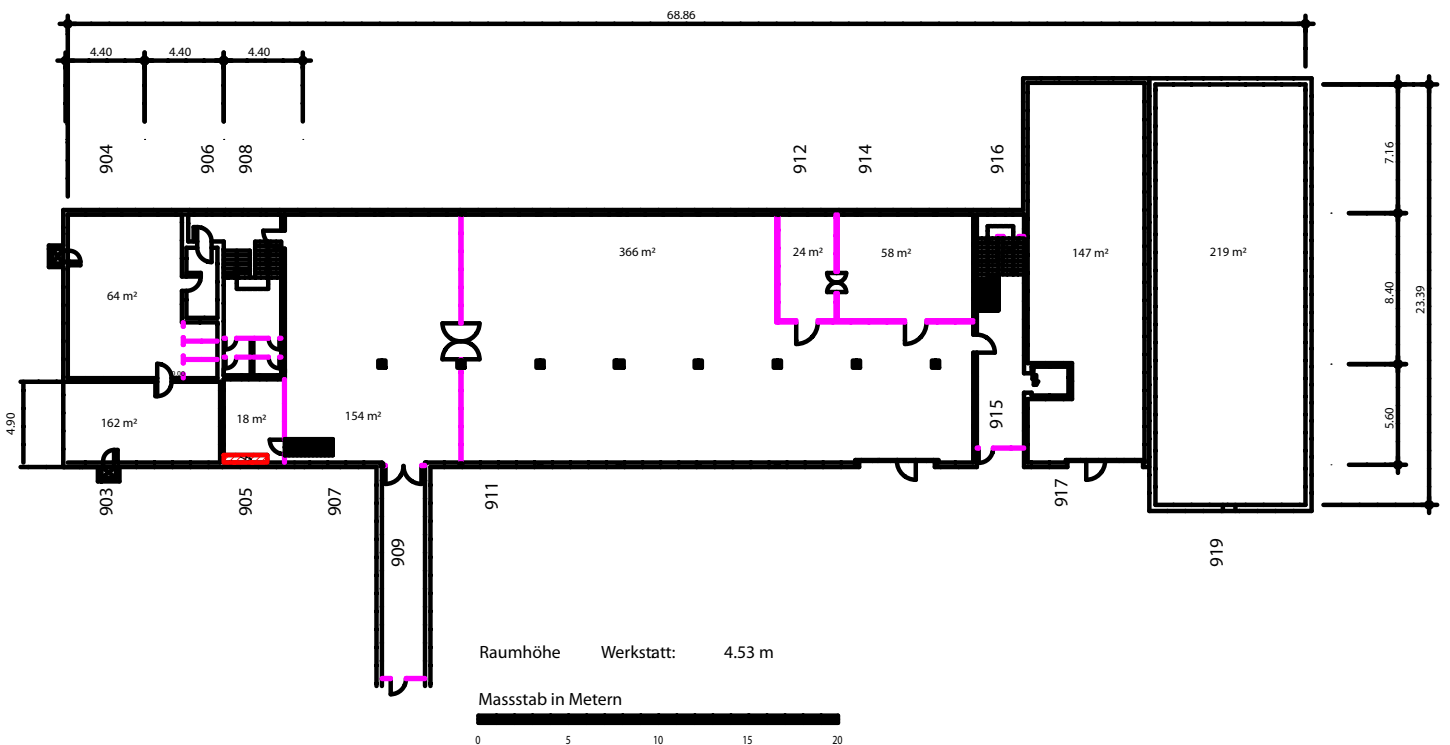 68.86
4.40 4.40 4.40
904 906 908 912 914 916
7.16
366 m² 24 m² 58 m² 147 m² 219 m²
64 m²
8.40
23.39
4.90
162 m² 18 m² 154 m²
915
5.60
903 905 907 911 917
909
919
Raumhöhe Werkstatt: 4.53 m
Massstab in Metern
0 5 10 15 20